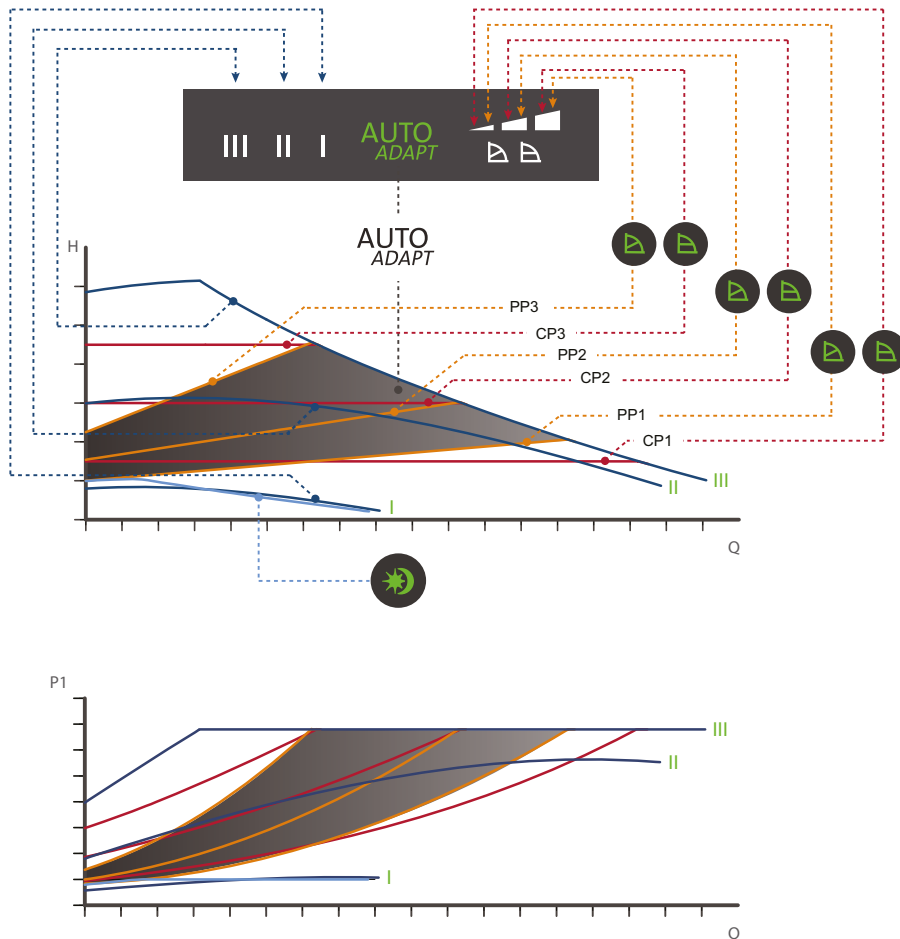 III II I AUTO
ADAPT
AUTO
ADAPT
H
PP3
CP3
PP2
CP2
PP1
CP1
III
II
I
Q
P1
III
II
I
Q